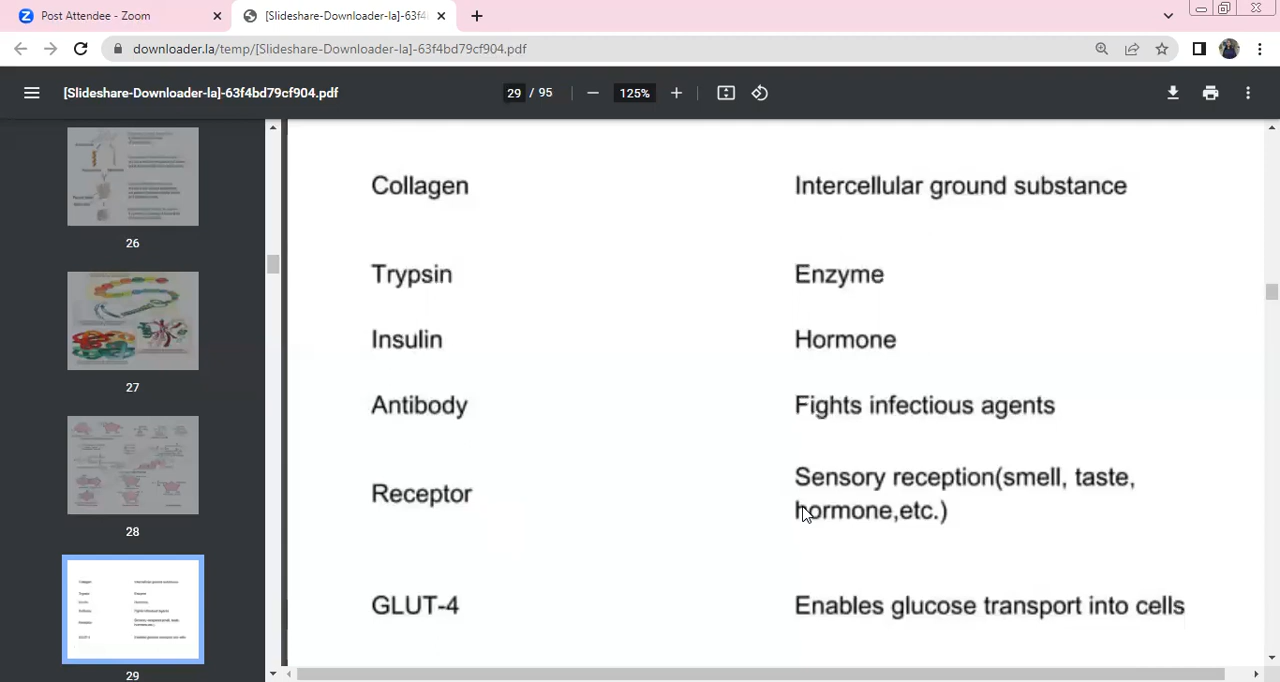 Post Attendee - Zoom
[Slideshare-Downloader-la]-63f4
downloader.la/temp/[Slideshare-Downloader-la]-63f4bd79cf904.pdf
[Slideshare-Downloader-la]-63f4bd79cf904.pdf
29 / 95
125%
26
27
28
29
Collagen Intercellular ground substance
Trypsin Enzyme
Insulin Hormone
Antibody Fights infectious agents
Receptor Sensory reception(smell, taste,
hormone,etc.)
GLUT-4 Enables glucose transport into cells